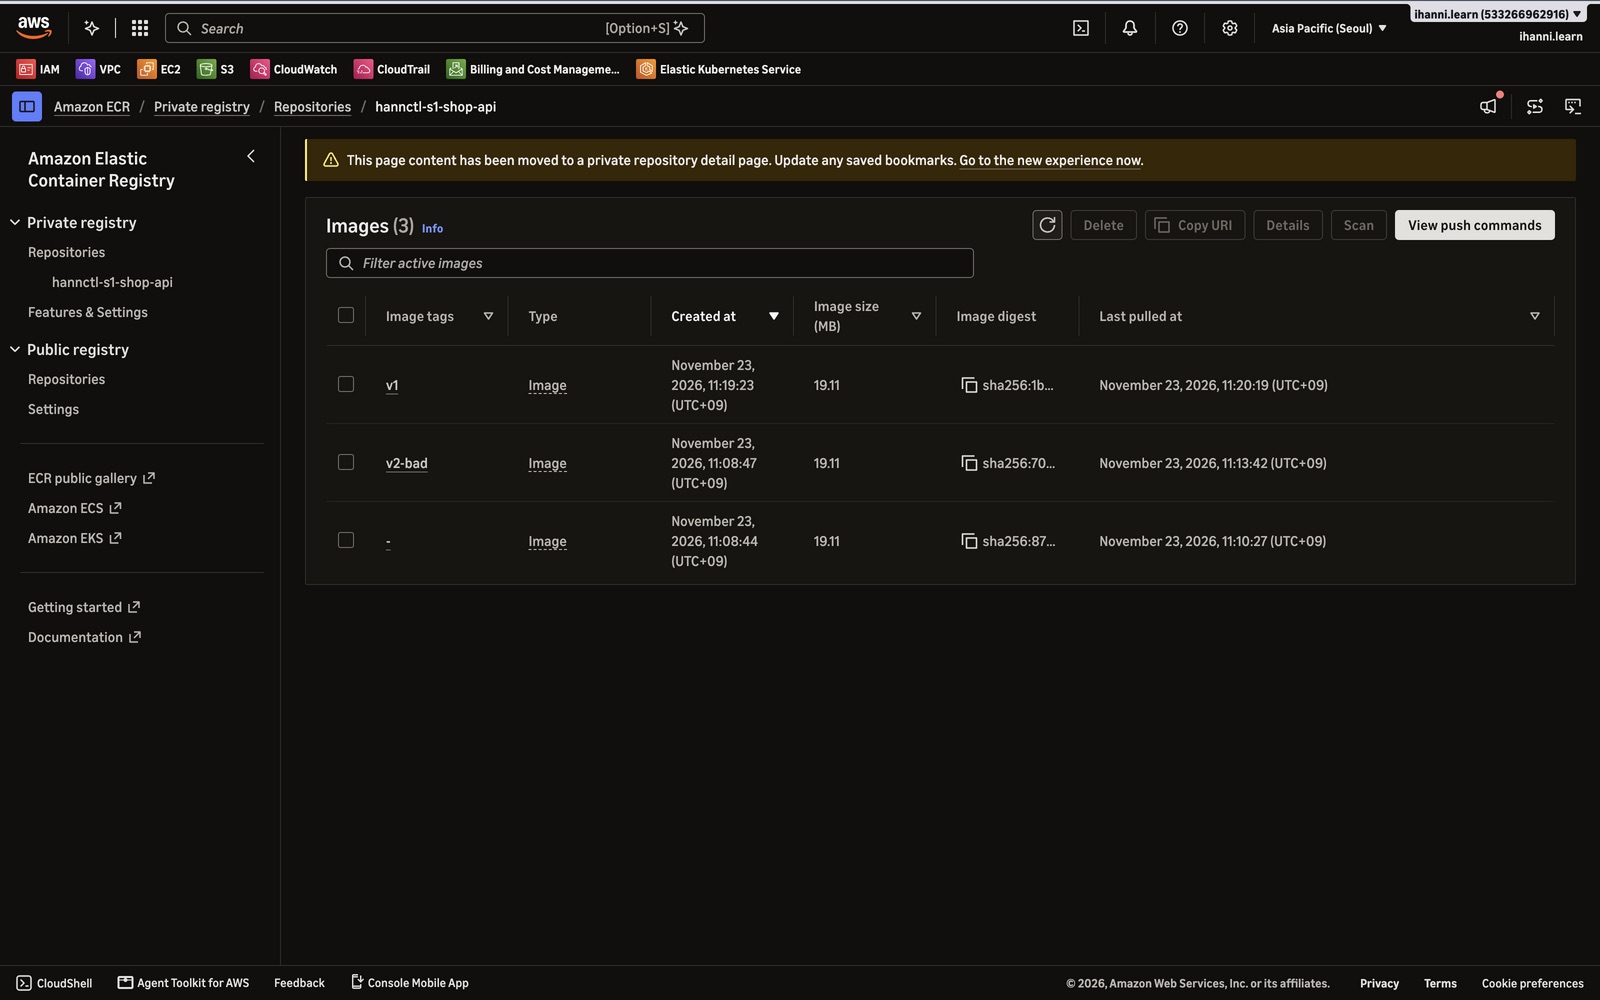 aws
Search
[Option+S]
Asia Pacific (Seoul)
ihanni.learn (533266962916)
ihanni.learn
IAM
VPC
EC2
S3
CloudWatch
CloudTrail
Billing and Cost Manageme...
Elastic Kubernetes Service
Amazon ECR / Private registry / Repositories / hannctl-s1-shop-api
Amazon Elastic
Container Registry
Private registry
Repositories
hannctl-s1-shop-api
Features & Settings
Public registry
Repositories
Settings
ECR public gallery
Amazon ECS
Amazon EKS
Getting started
Documentation
This page content has been moved to a private repository detail page. Update any saved bookmarks. Go to the new experience now.
Images (3) Info
Delete
Copy URI
Details
Scan
View push commands
Filter active images
Image tags
Type
Created at
Image size
(MB)
Image digest
Last pulled at
v1
Image
November 23,
2026, 11:19:23
(UTC+09)
19.11
sha256:1b...
November 23, 2026, 11:20:19 (UTC+09)
v2-bad
Image
November 23,
2026, 11:08:47
(UTC+09)
19.11
sha256:70...
November 23, 2026, 11:13:42 (UTC+09)
-
Image
November 23,
2026, 11:08:44
(UTC+09)
19.11
sha256:87...
November 23, 2026, 11:10:27 (UTC+09)
CloudShell
Agent Toolkit for AWS
Feedback
Console Mobile App
© 2026, Amazon Web Services, Inc. or its affiliates.
Privacy
Terms
Cookie preferences